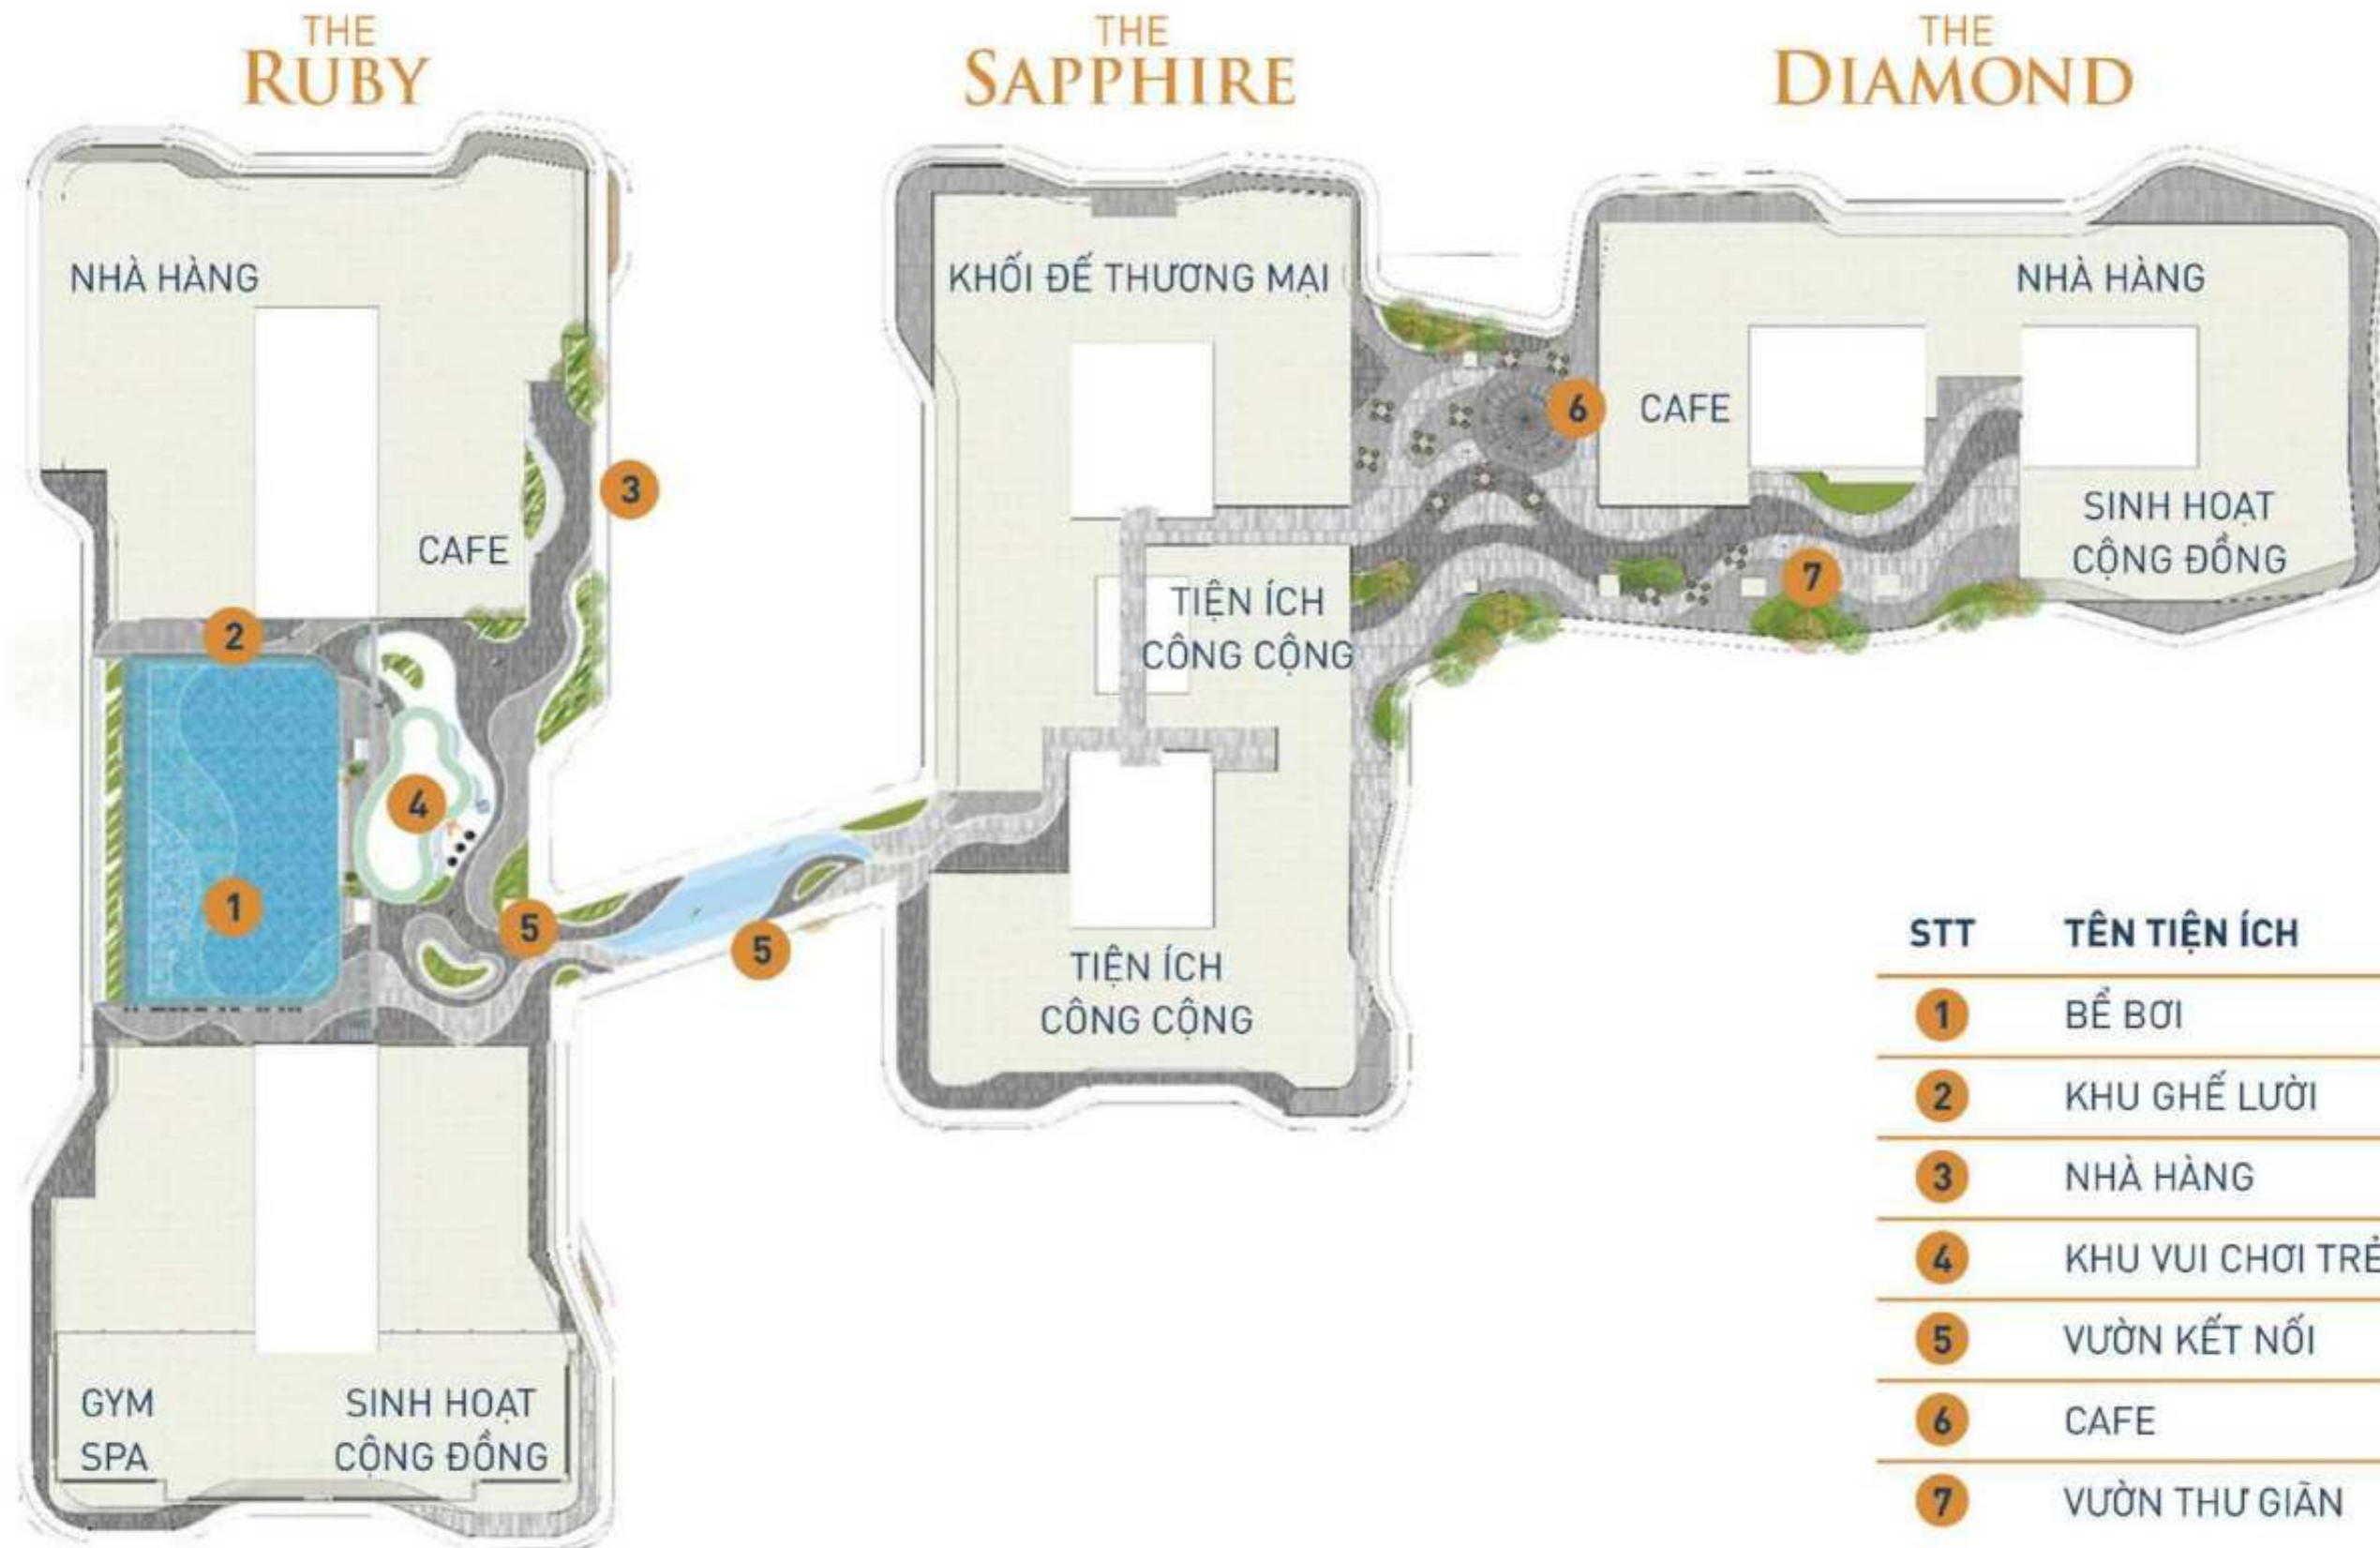 THE
RUBY
THE
SAPPHIRE
THE
DIAMOND
NHÀ HÀNG
CAFE
3
2
4
1
5
5
GYM
SPA
SINH HOẠT
CỘNG ĐỒNG
KHỐI ĐẾ THƯƠNG MẠI
TIỆN ÍCH
CÔNG CỘNG
TIỆN ÍCH
CÔNG CỘNG
6
CAFE
NHÀ HÀNG
7
SINH HOẠT
CỘNG ĐỒNG
STT TÊN TIỆN ÍCH
1 BỂ BƠI
2 KHU GHẾ LƯỜI
3 NHÀ HÀNG
4 KHU VUI CHƠI TRẺ
5 VƯỜN KẾT NỐI
6 CAFE
7 VƯỜN THƯ GIÃN